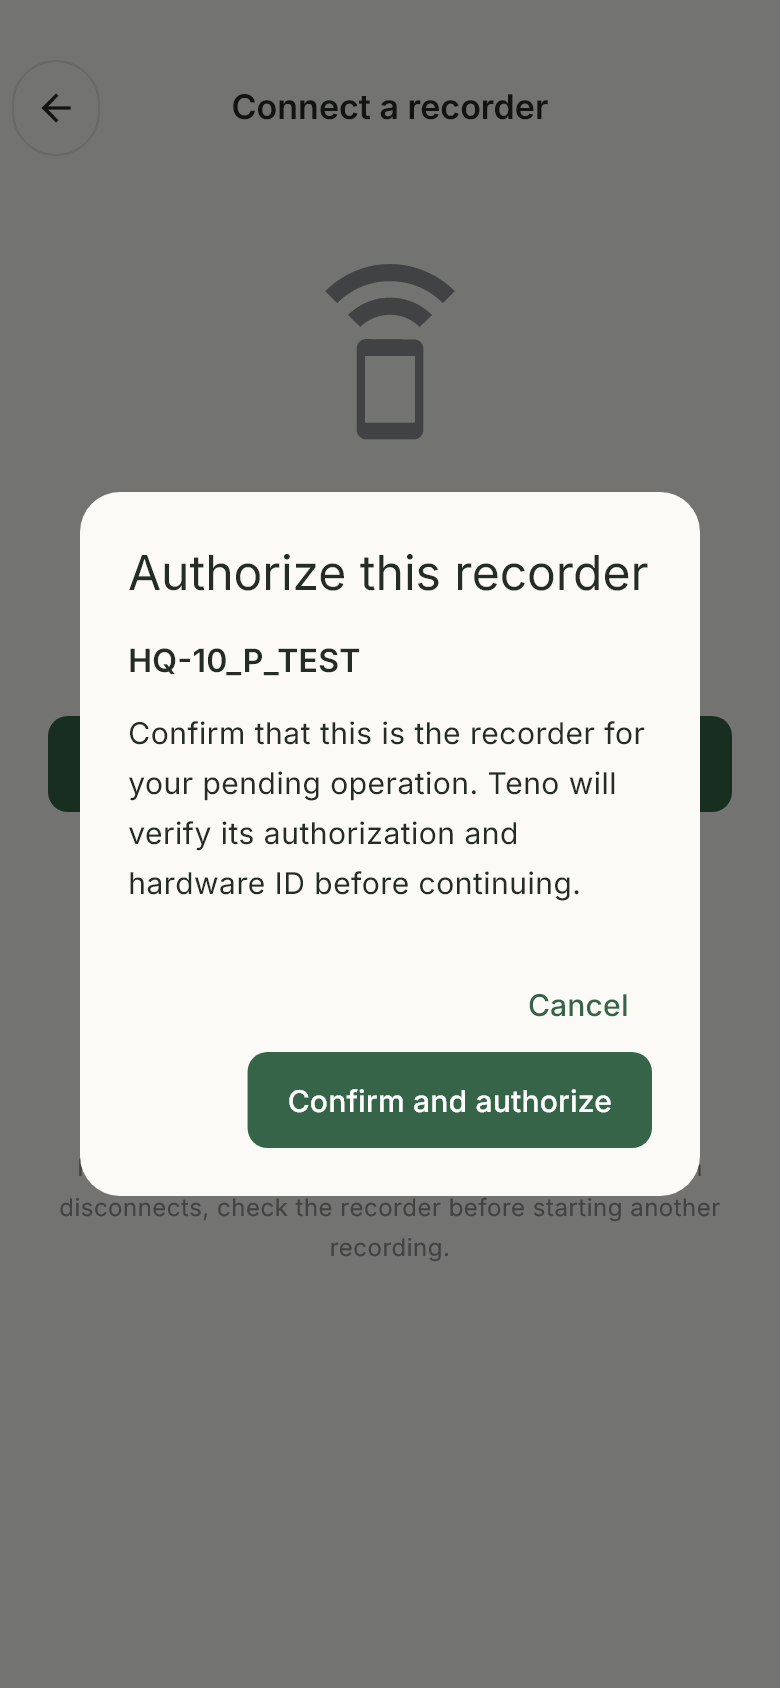 Connect a recorder
Authorize this recorder
HQ-10_P_TEST
Confirm that this is the recorder for
your pending operation. Teno will
verify its authorization and
hardware ID before continuing.
Cancel
Confirm and authorize
disconnects, check the recorder before starting another
recording.